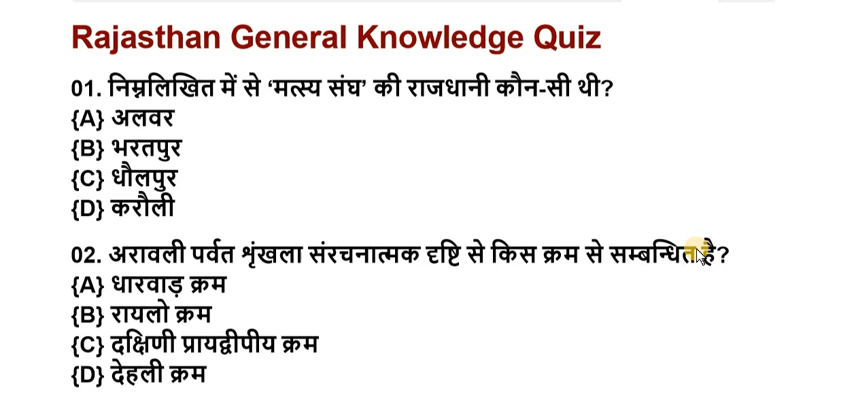 Rajasthan General Knowledge Quiz
01. निम्नलिखित में से ‘मत्स्य संघ’ की राजधानी कौन-सी थी?
{A} अलवर
{B} भरतपुर
{C} धौलपुर
{D} करौली
02. अरावली पर्वत शृंखला संरचनात्मक दृष्टि से किस क्रम से सम्बन्धित है?
{A} धारवाड़ क्रम
{B} रायलो क्रम
{C} दक्षिणी प्रायद्वीपीय क्रम
{D} देहली क्रम